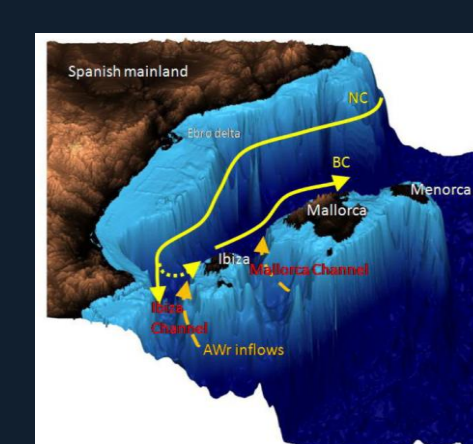 Spanish mainland
NC
Ebro delta
BC
Menorca
Mallorca
Ibiza
Mallorca Channel
Ibiza
Channel
AWr inflows